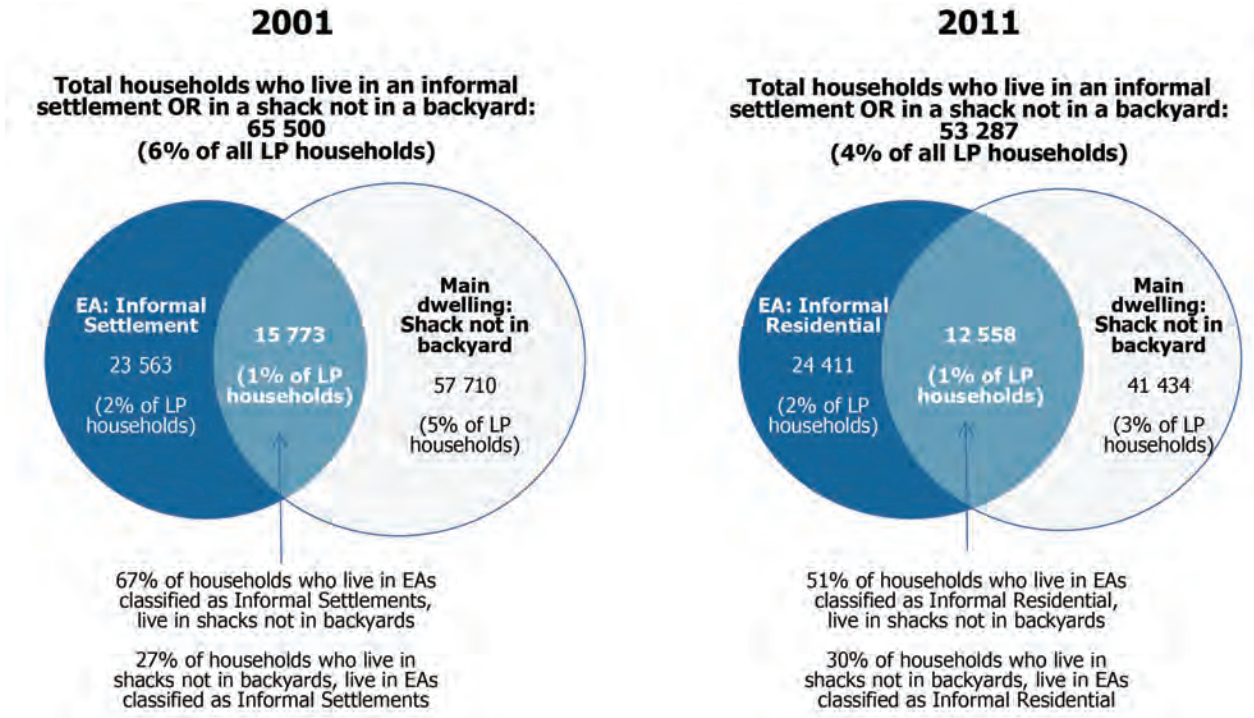 2001
Total households who live in an informal
settlement OR in a shack not in a backyard:
65 500
(6% of all LP households)
EA: Informal
Settlement
23 563
(2% of LP
households)
15 773
(1% of LP
households)
Main
dwelling:
Shack not in
backyard
57 710
(5% of LP
households)
67% of households who live in EAs
classified as Informal Settlements,
live in shacks not in backyards
27% of households who live in
shacks not in backyards, live in EAs
classified as Informal Settlements
2011
Total households who live in an informal
settlement OR in a shack not in a backyard:
53 287
(4% of all LP households)
EA: Informal
Residential
24 411
(2% of LP
households)
12 558
(1% of LP
households)
Main
dwelling:
Shack not in
backyard
41 434
(3% of LP
households)
51% of households who live in EAs
classified as Informal Residential,
live in shacks not in backyards
30% of households who live in
shacks not in backyards, live in EAs
classified as Informal Residential